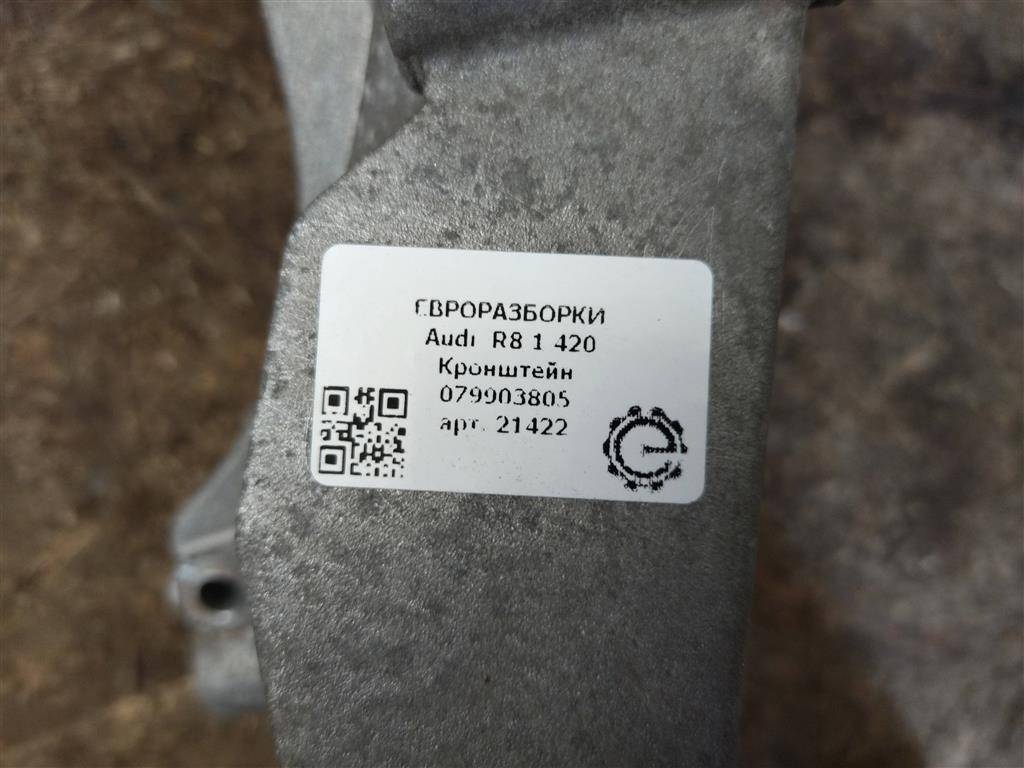 ЕВРОРАЗБОРКИ
Audi R8 1 420
Кронштейн
079903805
арт. 21422